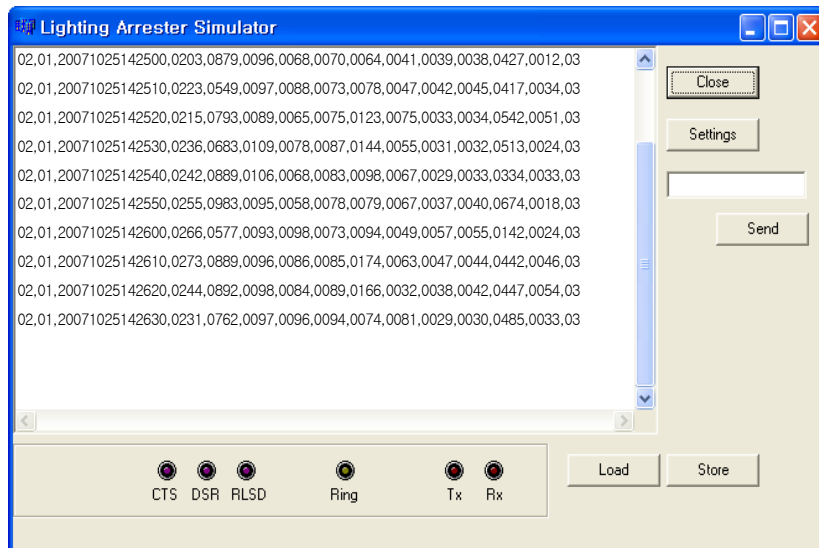 Lighting Arrester Simulator
02,01,20071025142500,0203,0879,0096,0068,0070,0064,0041,0039,0038,0427,0012,03
02,01,20071025142510,0223,0549,0097,0088,0073,0078,0047,0042,0045,0417,0034,03
02,01,20071025142520,0215,0793,0089,0065,0075,0123,0075,0033,0034,0542,0051,03
02,01,20071025142530,0236,0683,0109,0078,0087,0144,0055,0031,0032,0513,0024,03
02,01,20071025142540,0242,0889,0106,0068,0083,0098,0067,0029,0033,0334,0033,03
02,01,20071025142550,0255,0983,0095,0058,0078,0079,0067,0037,0040,0674,0018,03
02,01,20071025142600,0266,0577,0093,0098,0073,0094,0049,0057,0055,0142,0024,03
02,01,20071025142610,0273,0889,0096,0086,0085,0174,0063,0047,0044,0442,0046,03
02,01,20071025142620,0244,0892,0098,0084,0089,0166,0032,0038,0042,0447,0054,03
02,01,20071025142630,0231,0762,0097,0096,0094,0074,0081,0029,0030,0485,0033,03
Close
Settings
Send
CTS DSR RLSD Ring Tx Rx
Load Store